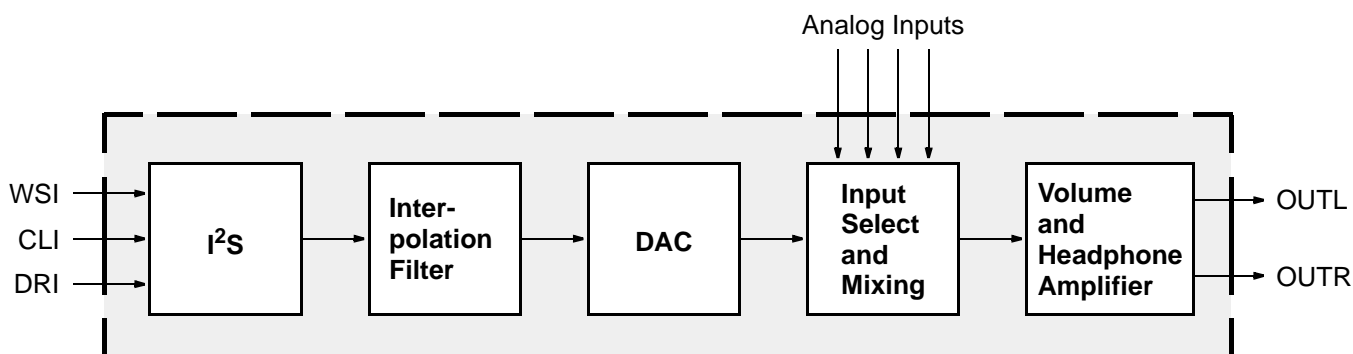 Analog Inputs
WSI
CLI
DRI
I²S
Inter-
polation
Filter
DAC
Input
Select
and
Mixing
Volume
and
Headphone
Amplifier
OUTL
OUTR